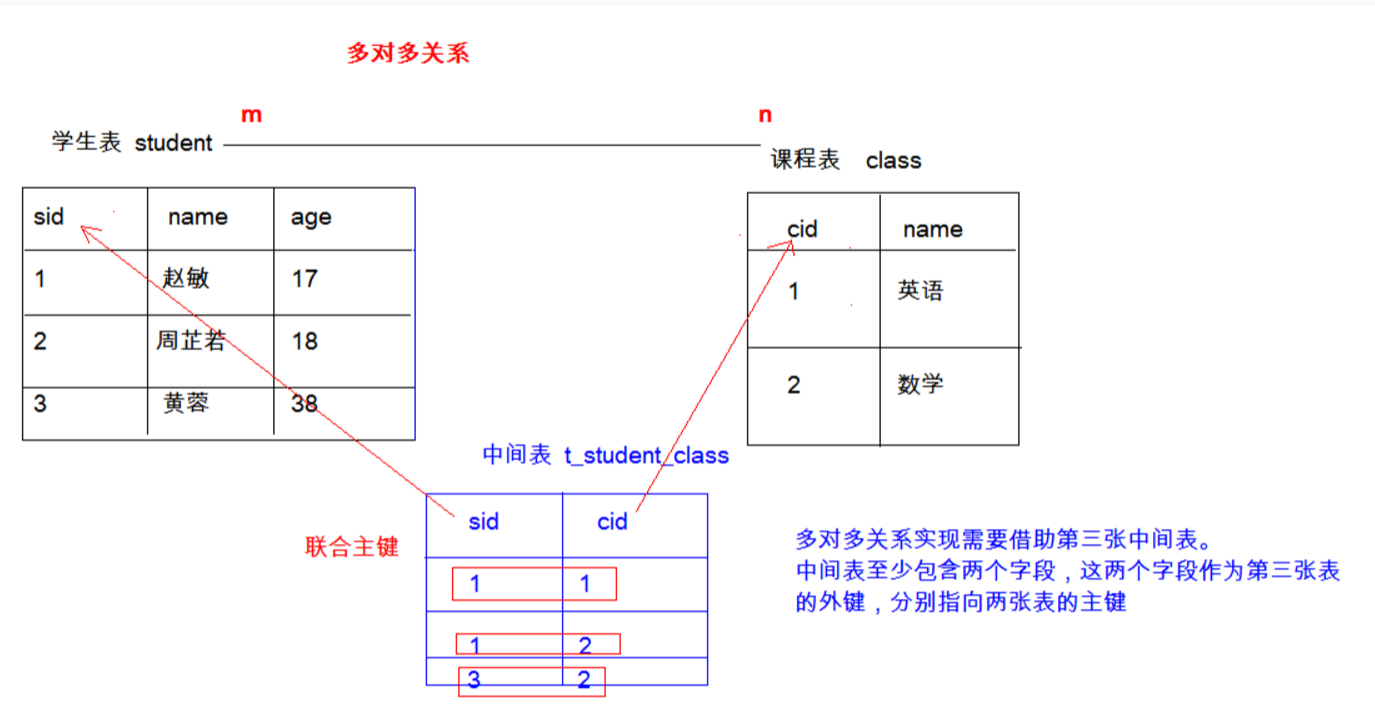 多对多关系
m n
学生表 student
课程表 class
sid name age
1 赵敏 17
2 周芷若 18
3 黄蓉 38
cid name
1 英语
2 数学
中间表 t_student_class
联合主键
sid cid
1 1
1 2
3 2
多对多关系实现需要借助第三张中间表。
中间表至少包含两个字段，这两个字段作为第三张表
的外键，分别指向两张表的主键